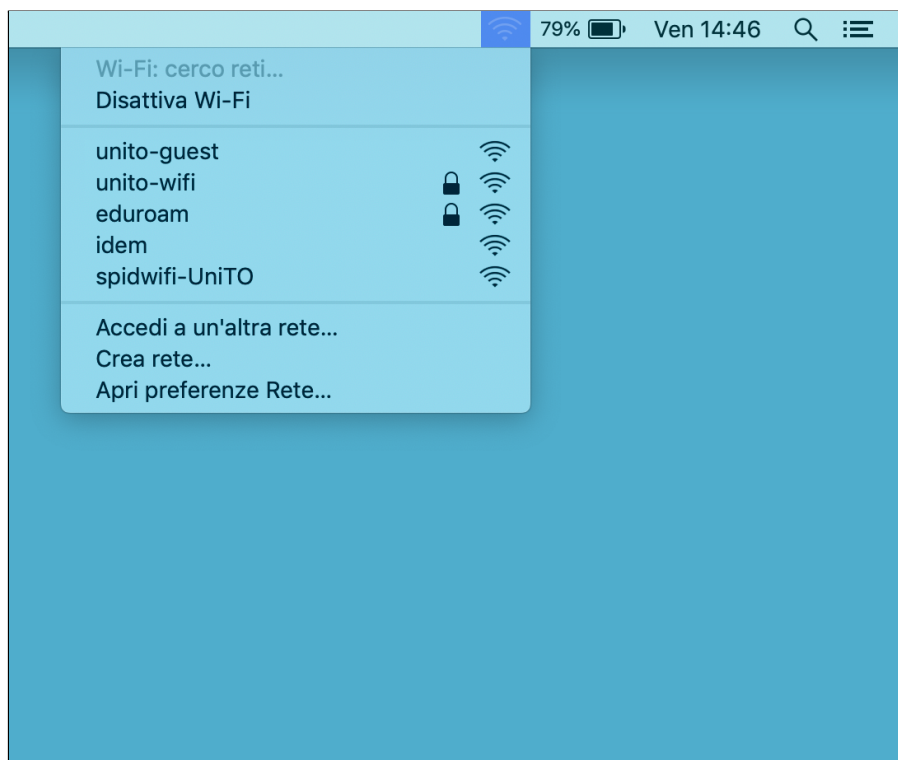 79% Ven 14:46
Wi-Fi: cerco reti...
Disattiva Wi-Fi
unito-guest
unito-wifi
eduroam
idem
spidwifi-UniTO
Accedi a un'altra rete...
Crea rete...
Apri preferenze Rete...